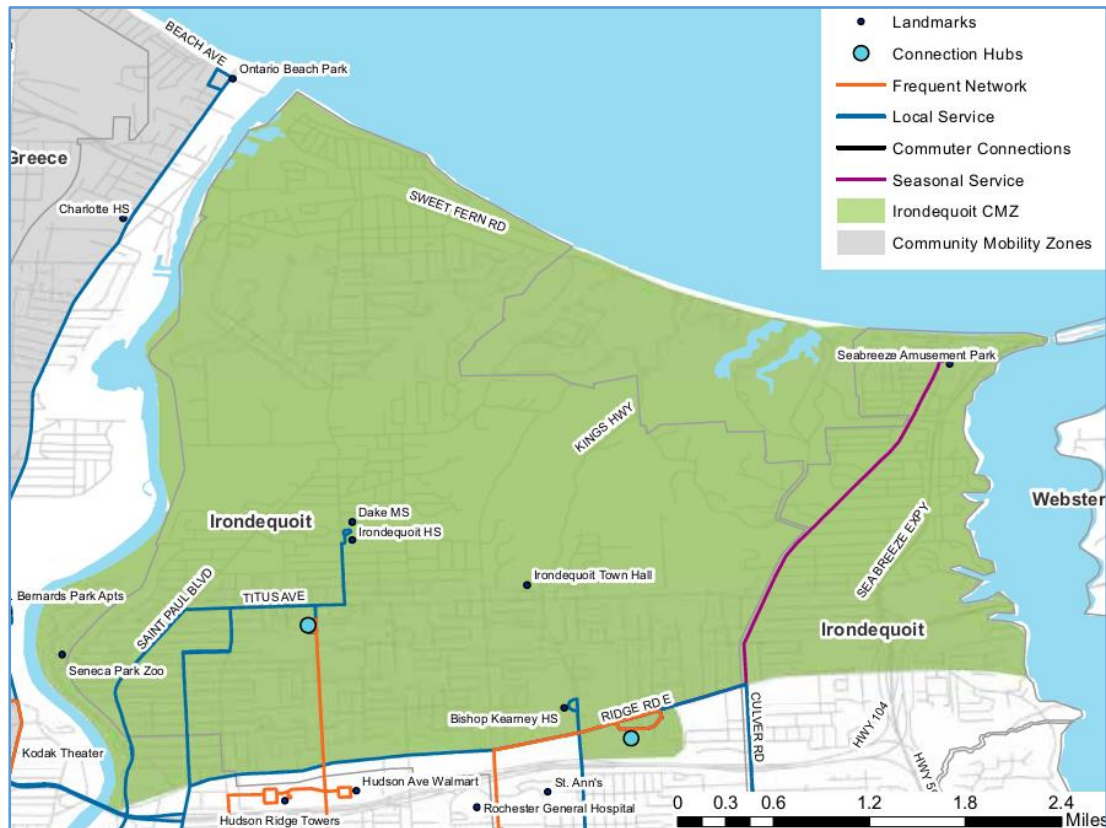 BEACH AVE
Ontario Beach Park
Greece
Charlotte HS
SWEET FERN RD
Landmarks
Connection Hubs
Frequent Network
Local Service
Commuter Connections
Seasonal Service
Irondequoit CMZ
Community Mobility Zones
Seabreeze Amusement Park
KINGS HWY
Webster
Dake MS
Irondequoit HS
Irondequoit
SEA BREEZE EXPY
Irondequoit Town Hall
Bernards Park Apts
TITUS AVE
SAINT PAUL BLVD
Irondequoit
Seneca Park Zoo
Bishop Kearney HS
RIDGE RD E
CULVER RD
HWY 104
Kodak Theater
Hudson Ave Walmart
St. Ann's
Rochester General Hospital
Hudson Ridge Towers
0 0.3 0.6 1.2 1.8 2.4
Miles